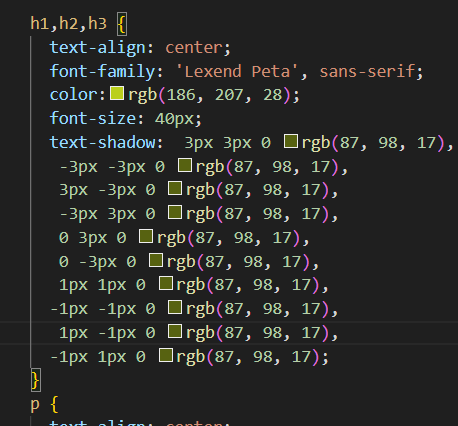 h1,h2,h3 {
text-align: center;
font-family: 'Lexend Peta', sans-serif;
color:rgb(186, 207, 28);
font-size: 40px;
text-shadow:  3px 3px 0 rgb(87, 98, 17),
-3px -3px 0 rgb(87, 98, 17),
3px -3px 0 rgb(87, 98, 17),
-3px 3px 0 rgb(87, 98, 17),
0 3px 0 rgb(87, 98, 17),
0 -3px 0 rgb(87, 98, 17),
1px 1px 0 rgb(87, 98, 17),
-1px -1px 0 rgb(87, 98, 17),
1px -1px 0 rgb(87, 98, 17),
-1px 1px 0 rgb(87, 98, 17);
}
p {
text-align: center;